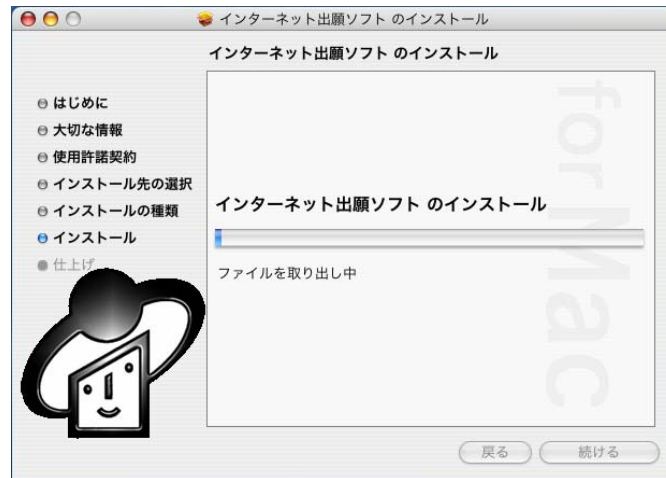 インターネット出願ソフト のインストール
インターネット出願ソフト のインストール
はじめに
大切な情報
使用許諾契約
インストール先の選択
インストールの種類
インストール
仕上げ
インターネット出願ソフト のインストール
ファイルを取り出し中
for Mac
戻る
続ける